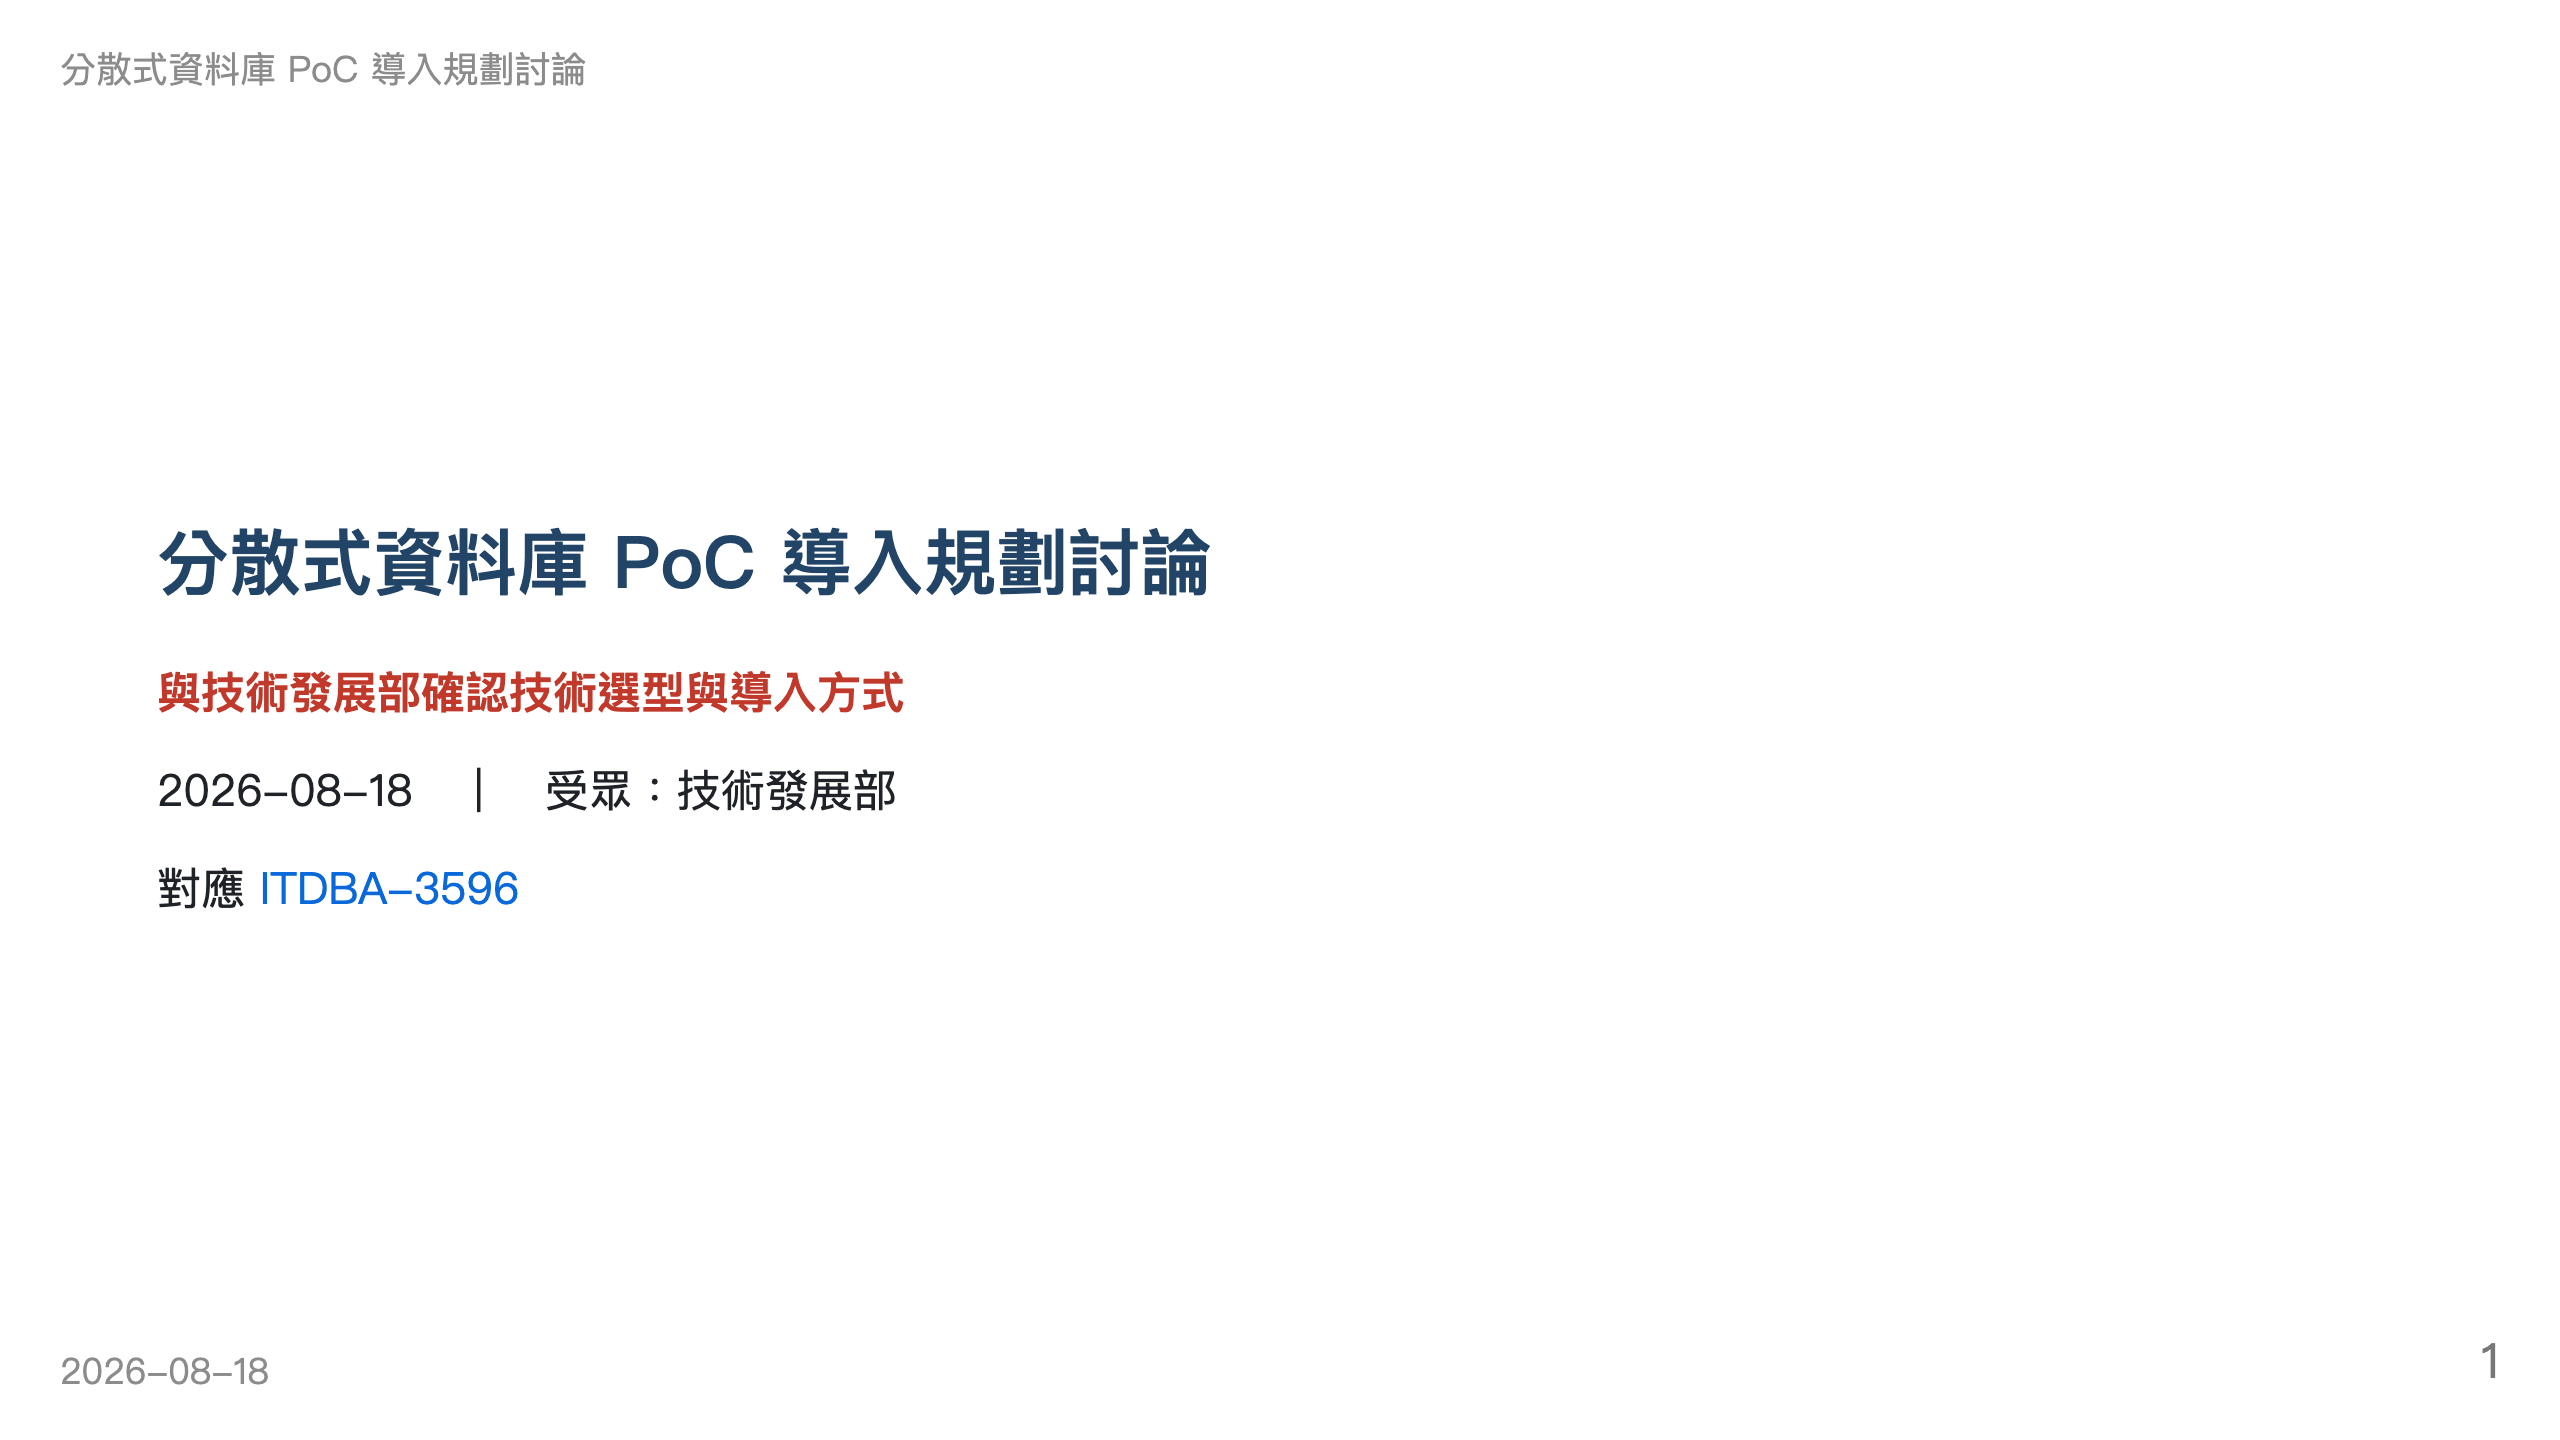 分散式資料庫 PoC 導入規劃討論
分散式資料庫 PoC 導入規劃討論
與技術發展部確認技術選型與導入方式
2026-08-18 | 受眾：技術發展部
對應 ITDBA-3596
2026-08-18
1